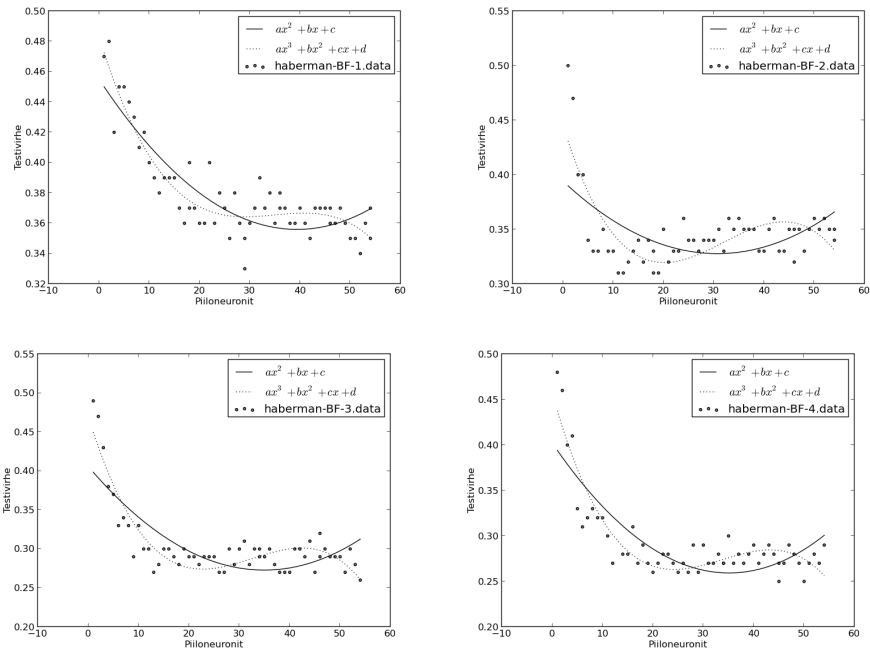 0.50
0.48
0.46
0.44
0.42
0.40
0.38
0.36
0.34
0.32
Testivirhe
−10 0 10 20 30 40 50 60
Piiloneuronit
ax² +bx+c
ax³ +bx² +cx+d
haberman-BF-1.data
0.55
0.50
0.45
0.40
0.35
0.30
Testivirhe
−10 0 10 20 30 40 50 60
Piiloneuronit
ax² +bx+c
ax³ +bx² +cx+d
haberman-BF-2.data
0.55
0.50
0.45
0.40
0.35
0.30
0.25
0.20
Testivirhe
−10 0 10 20 30 40 50 60
Piiloneuronit
ax² +bx+c
ax³ +bx² +cx+d
haberman-BF-3.data
0.50
0.45
0.40
0.35
0.30
0.25
0.20
Testivirhe
−10 0 10 20 30 40 50 60
Piiloneuronit
ax² +bx+c
ax³ +bx² +cx+d
haberman-BF-4.data